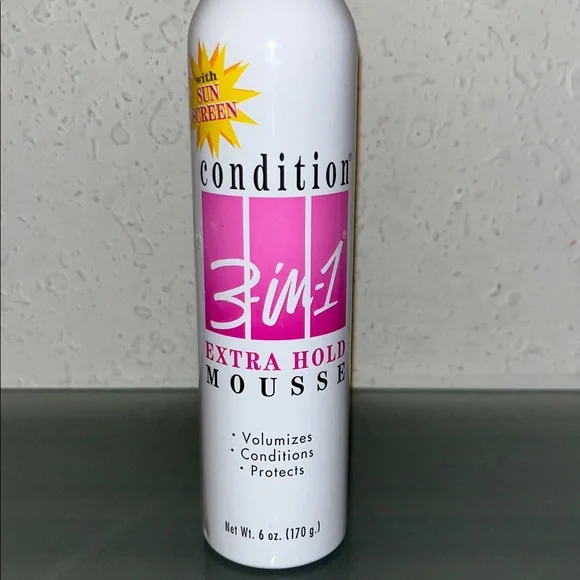 with
SUN
SCREEN
condition®
3-in-1®
EXTRA HOLD
MOUSSE
• Volumizes
• Conditions
• Protects
Net Wt. 6 oz. (170 g.)